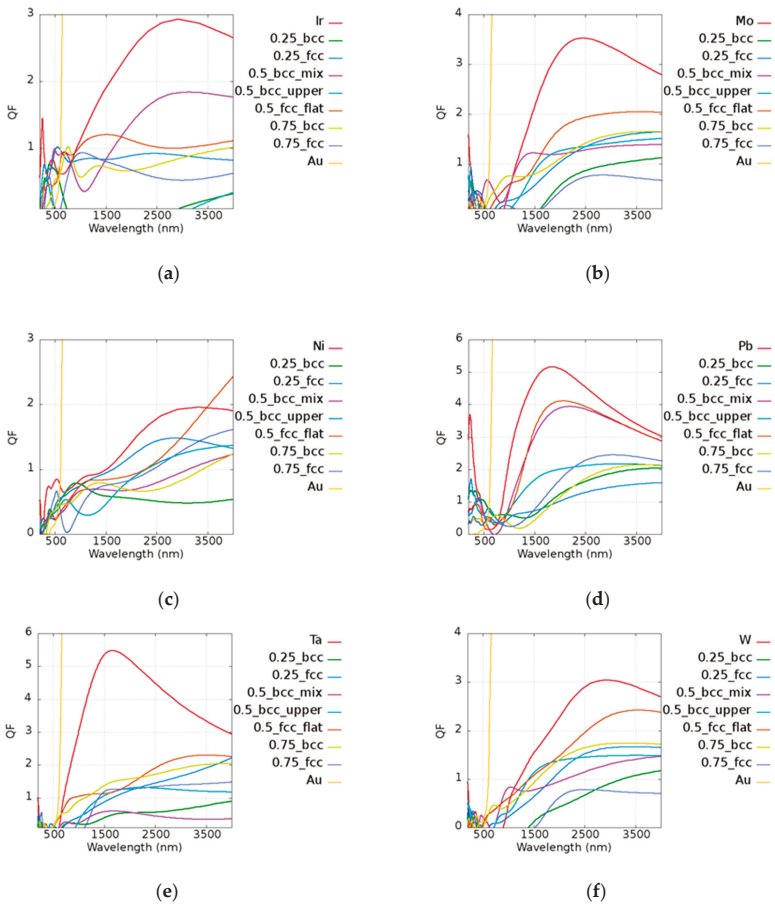 3
2
1
QF
500
1500
2500
3500
Wavelength (nm)
Ir
0.25_bcc
0.25_fcc
0.5_bcc_mix
0.5_bcc_upper
0.5_fcc_flat
0.75_bcc
0.75_fcc
Au
(a)
4
3
2
1
QF
500
1500
2500
3500
Wavelength (nm)
Mo
0.25_bcc
0.25_fcc
0.5_bcc_mix
0.5_bcc_upper
0.5_fcc_flat
0.75_bcc
0.75_fcc
Au
(b)
3
2
1
0
QF
500
1500
2500
3500
Wavelength (nm)
Ni
0.25_bcc
0.25_fcc
0.5_bcc_mix
0.5_bcc_upper
0.5_fcc_flat
0.75_bcc
0.75_fcc
Au
(c)
6
5
4
3
2
1
0
QF
500
1500
2500
3500
Wavelength (nm)
Pb
0.25_bcc
0.25_fcc
0.5_bcc_mix
0.5_bcc_upper
0.5_fcc_flat
0.75_bcc
0.75_fcc
Au
(d)
6
5
4
3
2
1
QF
500
1500
2500
3500
Wavelength (nm)
Ta
0.25_bcc
0.25_fcc
0.5_bcc_mix
0.5_bcc_upper
0.5_fcc_flat
0.75_bcc
0.75_fcc
Au
(e)
4
3
2
1
0
QF
500
1500
2500
3500
Wavelength (nm)
W
0.25_bcc
0.25_fcc
0.5_bcc_mix
0.5_bcc_upper
0.5_fcc_flat
0.75_bcc
0.75_fcc
Au
(f)